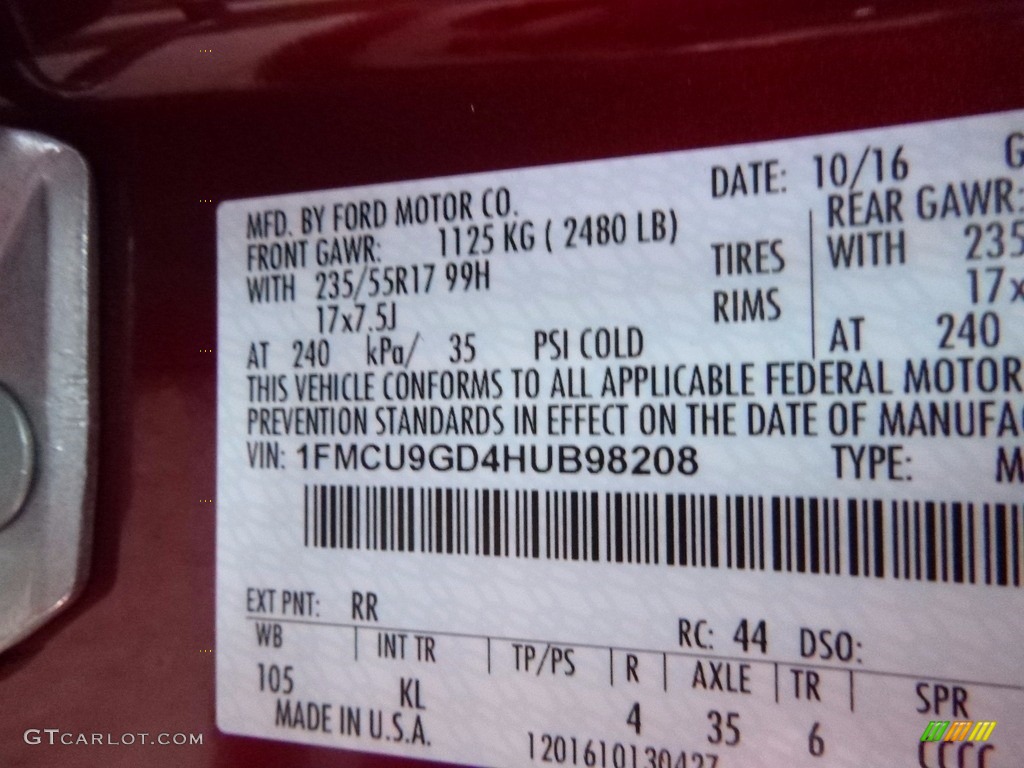 DATE: 10/16 G
MFD. BY FORD MOTOR CO.
FRONT GAWR: 1125 KG ( 2480 LB) REAR GAWR:
WITH 235/55R17 99H TIRES WITH 235
17x7.5J RIMS 17x
AT 240 kPa/ 35 PSI COLD AT 240
THIS VEHICLE CONFORMS TO ALL APPLICABLE FEDERAL MOTOR
PREVENTION STANDARDS IN EFFECT ON THE DATE OF MANUFA
VIN: 1FMCU9GD4HUB98208 TYPE: M
EXT PNT: RR RC: 44 DSO:
WB INT TR TP/PS R AXLE TR SPR
105 KL 4 35 6 CCCC
MADE IN U.S.A. 1201610130427
GTCARLOT.COM